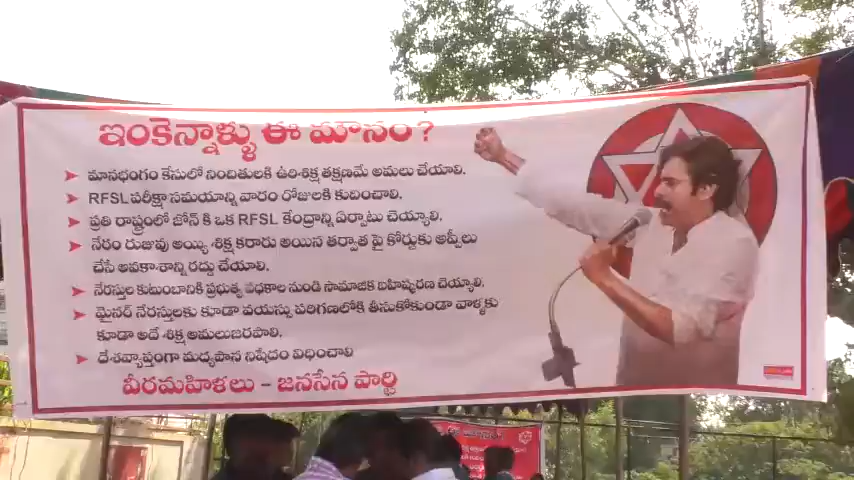 ఇంకెన్నాళ్ళు ఈ మౌనం?
మానభంగం కేసులో నిందితులకి ఉరిశిక్ష తక్షణమే అమలు చేయాలి.
RFSL పరీక్షా సమయాన్ని వారం రోజులకి కుదించాలి.
ప్రతి రాష్ట్రంలో జోన్ కి ఒక RFSL కేంద్రాన్ని ఏర్పాటు చెయ్యాలి.
నేరం రుజువు అయ్యి శిక్ష ఖరారు అయిన తర్వాత పై కోర్టుకు అప్పీలు
చేసే అవకాశాన్ని రద్దు చేయాలి.
నేరస్తుల కుటుంబానికి ప్రభుత్వ పధకాల నుండి సామాజిక బహిష్కరణ చెయ్యాలి.
మైనర్ నేరస్తులకు కూడా వయస్సు పరిగణలోకి తీసుకోకుండా వాళ్ళకు
కూడా అదే శిక్ష అమలుజరపాలి.
దేశవ్యాప్తంగా మద్యపాన నిషేదం విధించాలి
వీరమహిళలు - జనసేన పార్టీ